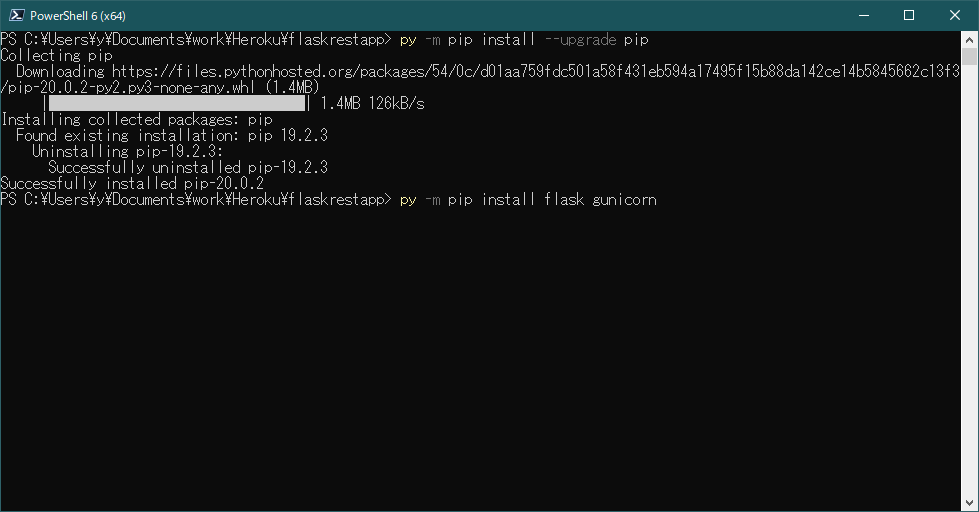 PowerShell 6 (x64)
PS C:¥Users¥y¥Documents¥work¥Heroku¥flaskrestapp> py -m pip install --upgrade pip
Collecting pip
  Downloading https://files.pythonhosted.org/packages/54/0c/d01aa759fdc501a58f431eb594a17495f15b88da142ce14b5845662c13f3
/pip-20.0.2-py2.py3-none-any.whl (1.4MB)
     |████████████████████████████████| 1.4MB 126kB/s
Installing collected packages: pip
  Found existing installation: pip 19.2.3
    Uninstalling pip-19.2.3:
      Successfully uninstalled pip-19.2.3
Successfully installed pip-20.0.2
PS C:¥Users¥y¥Documents¥work¥Heroku¥flaskrestapp> py -m pip install flask gunicorn